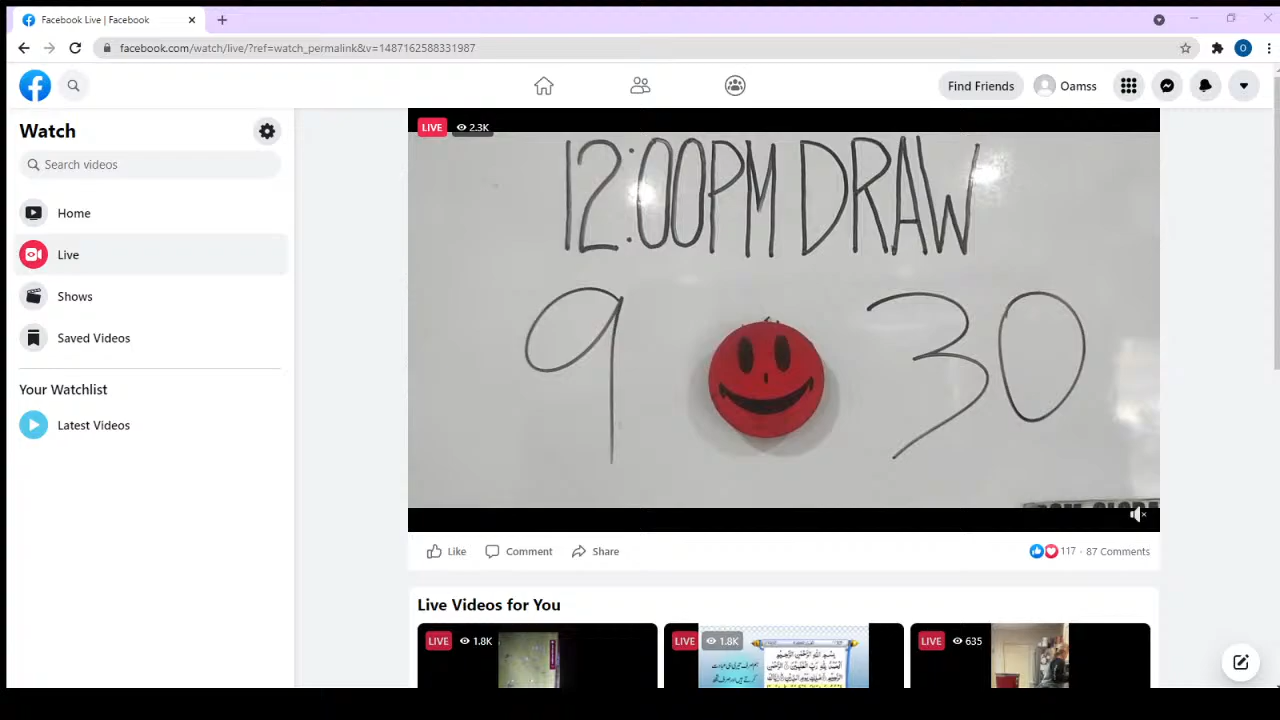 Facebook Live | Facebook
facebook.com/watch/live/?ref=watch_permalink&v=1487162588331987
O
Find Friends
Oamss
Watch
Search videos
Home
Live
Shows
Saved Videos
Your Watchlist
Latest Videos
LIVE 2.3K
12:00PM DRAW
9 30
Like Comment Share
117 · 87 Comments
Live Videos for You
LIVE 1.8K
LIVE 1.8K
LIVE 635